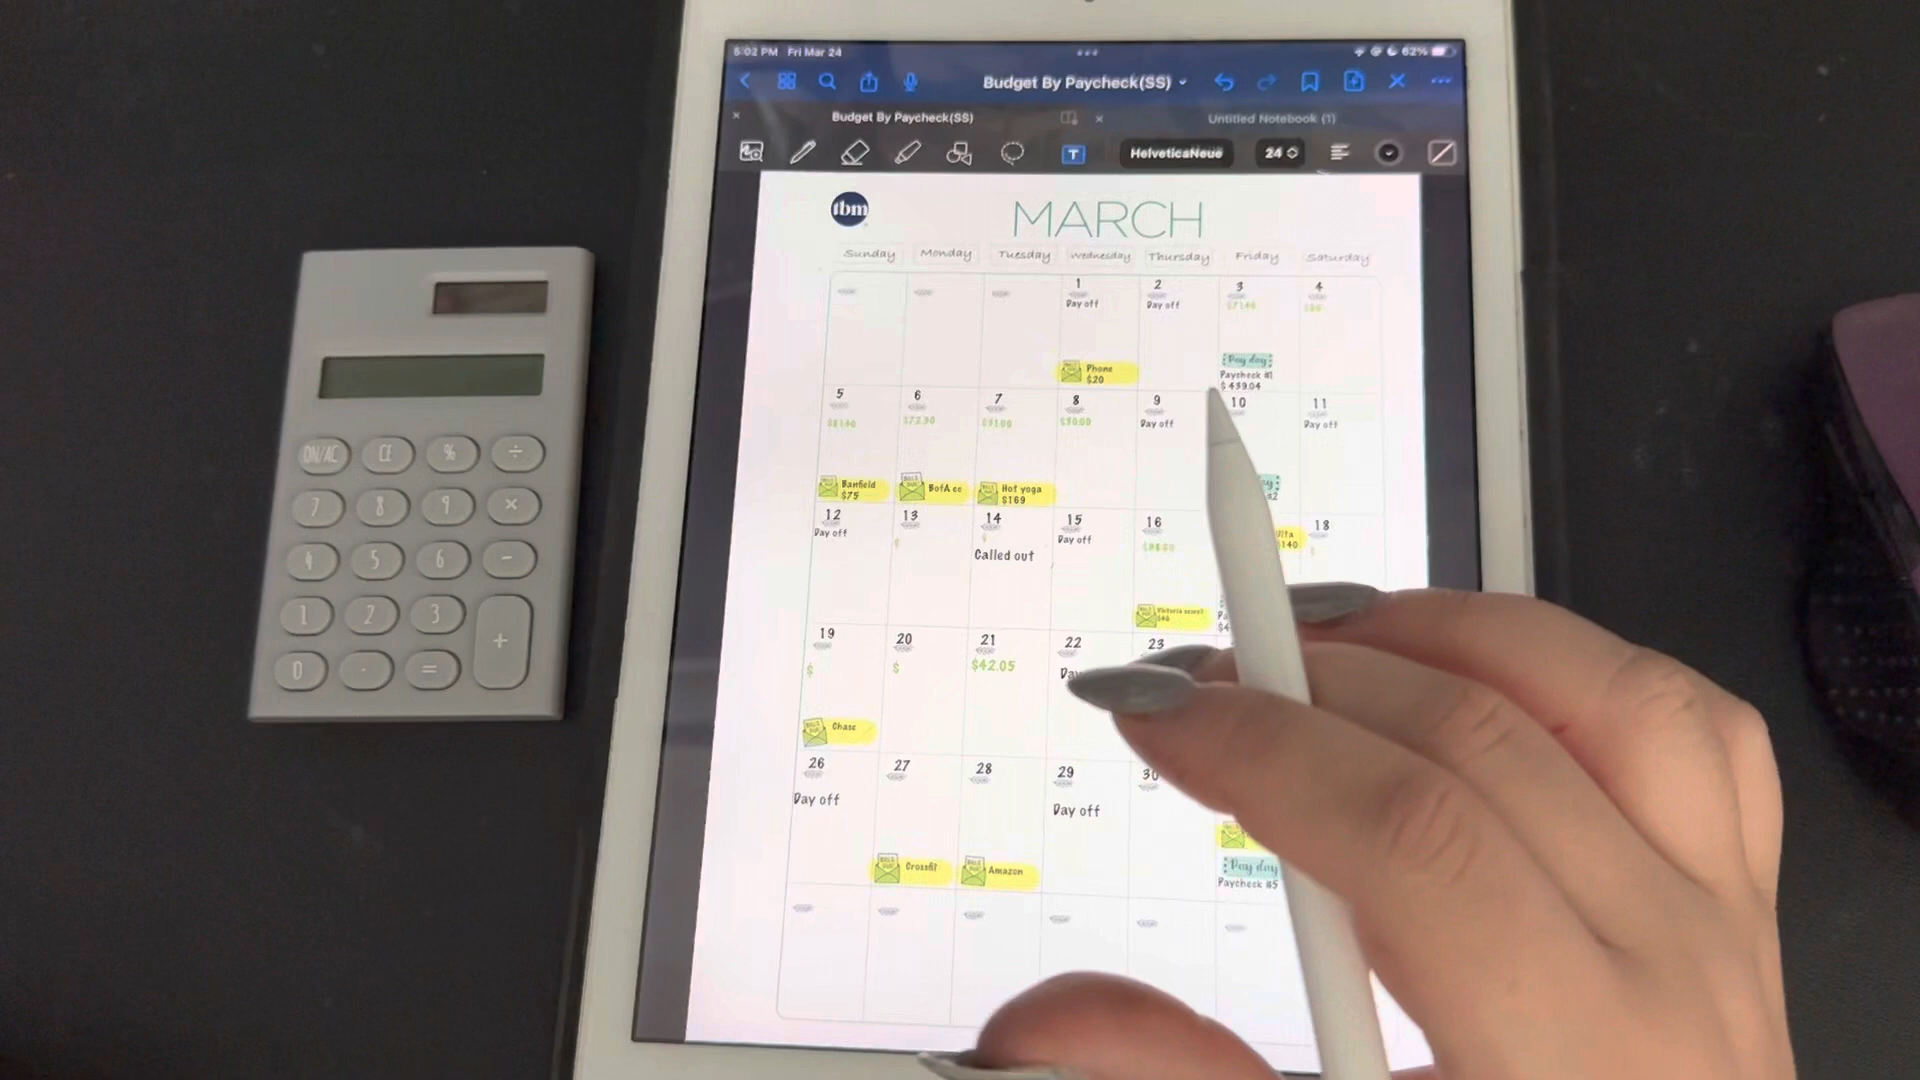 5:02 PM Fri Mar 24
62%
Budget By Paycheck(SS)
Budget By Paycheck(SS)
Untitled Notebook (1)
T
HelveticaNeue
24
tbm
MARCH
Sunday Monday Tuesday Wednesday Thursday Friday Saturday
1 2 3 4
Day off Day off
Phone
$20
Pay day
Paycheck #1
$439.04
5 6 7 8 9 10 11
$72.50
Day off Day off
Banfield
$75
BofA cc
Hot yoga
$169
12 13 14 15 16 18
Day off
Called out
Day off
Ulta
$140
19 20 21 22 23
$ $ $42.05
Chase
26 27 28 29 30
Day off Day off
Crossfit
Amazon
Pay day
Paycheck #5
ON/AC CE % ÷
7 8 9 ×
4 5 6 −
1 2 3 +
0 · =